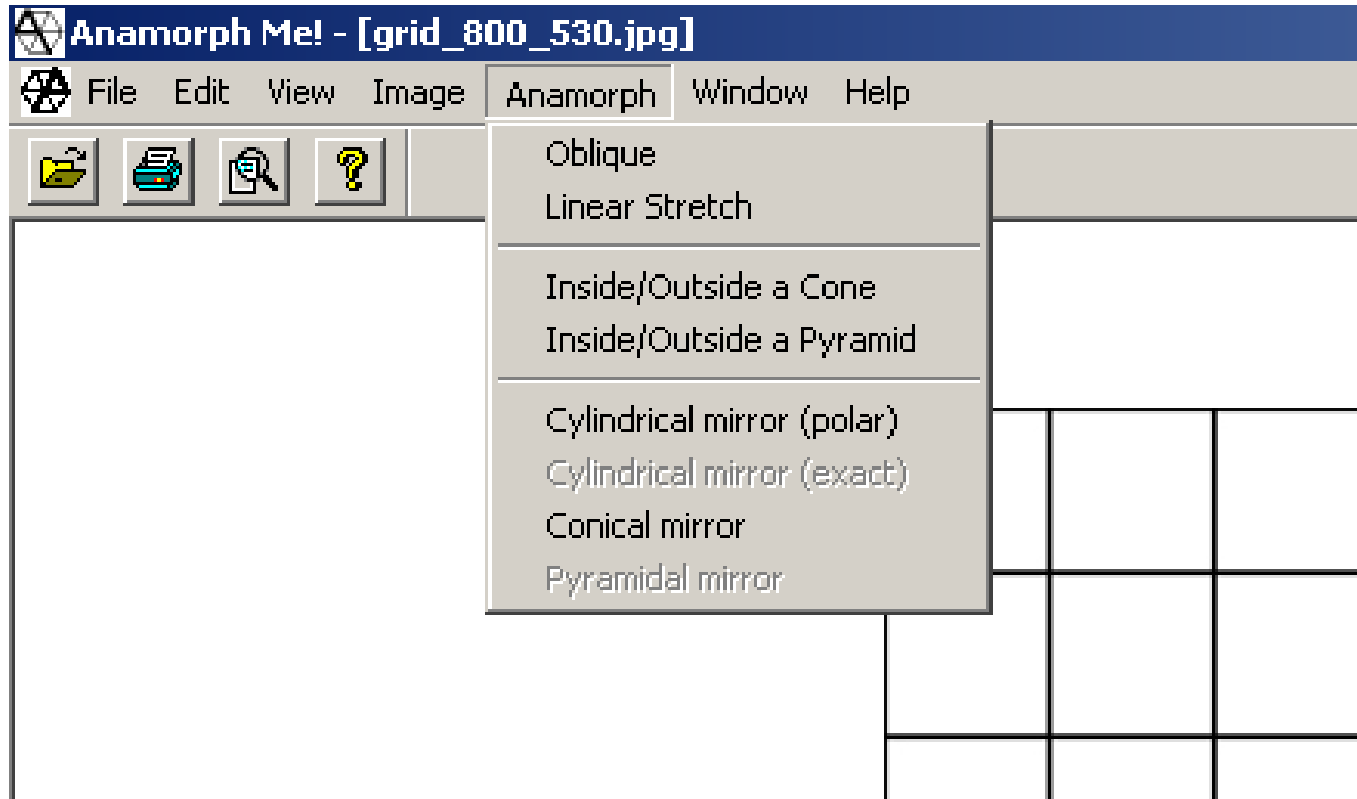 Anamorph Me! - [grid_800_530.jpg]
File Edit View Image Anamorph Window Help
Oblique
Linear Stretch
Inside/Outside a Cone
Inside/Outside a Pyramid
Cylindrical mirror (polar)
Cylindrical mirror (exact)
Conical mirror
Pyramidal mirror